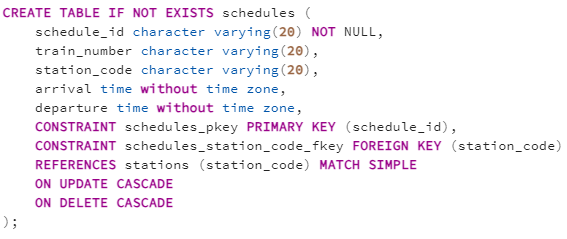 CREATE TABLE IF NOT EXISTS schedules (
    schedule_id character varying(20) NOT NULL,
    train_number character varying(20),
    station_code character varying(20),
    arrival time without time zone,
    departure time without time zone,
    CONSTRAINT schedules_pkey PRIMARY KEY (schedule_id),
    CONSTRAINT schedules_station_code_fkey FOREIGN KEY (station_code)
    REFERENCES stations (station_code) MATCH SIMPLE
    ON UPDATE CASCADE
    ON DELETE CASCADE
);